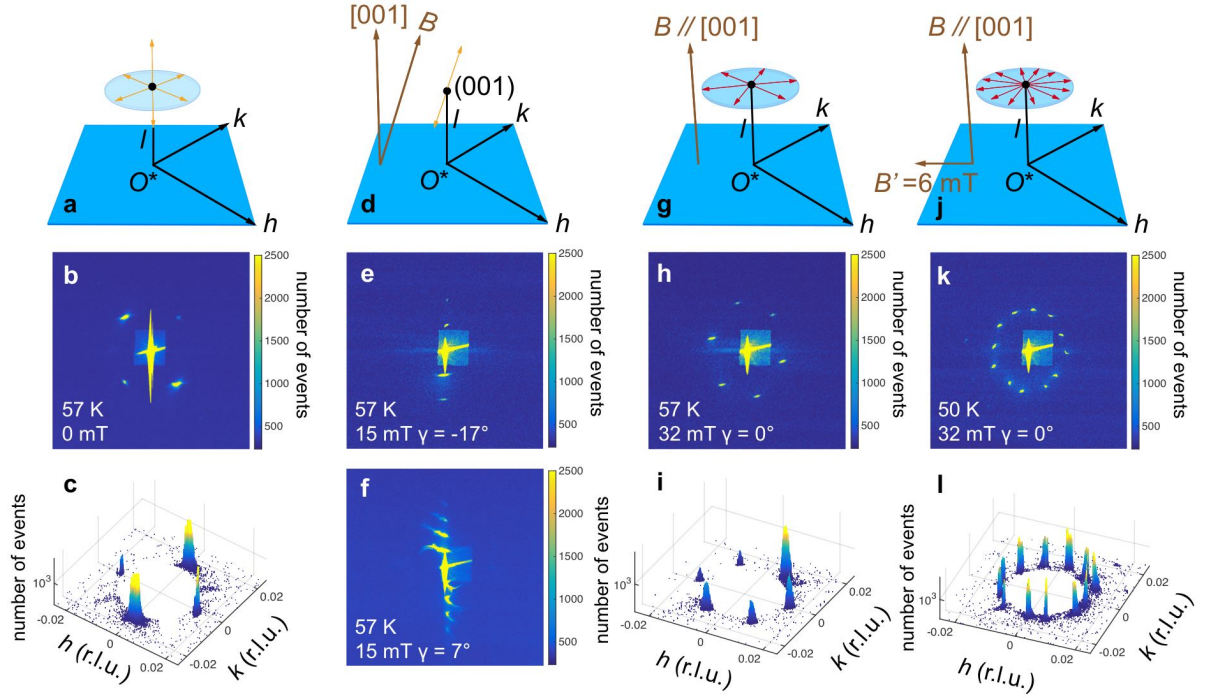 [001]
B
(001)
l
k
O*
h
a
d
B // [001]
l
k
O*
h
g
B // [001]
l
k
O*
h
B' =6 mT
j
l
k
O*
h
b
57 K
0 mT
2500
2000
1500
1000
500
number of events
e
57 K
15 mT γ = -17°
2500
2000
1500
1000
500
number of events
h
57 K
32 mT γ = 0°
2500
2000
1500
1000
500
number of events
k
50 K
32 mT γ = 0°
2500
2000
1500
1000
500
number of events
c
number of events
10³
-0.02
0
0.02
h (r.l.u.)
-0.02
0
0.02
k (r.l.u.)
f
57 K
15 mT γ = 7°
2500
2000
1500
1000
500
number of events
i
number of events
10³
-0.02
0
0.02
h (r.l.u.)
-0.02
0
0.02
k (r.l.u.)
l
number of events
10³
-0.02
0
0.02
h (r.l.u.)
-0.02
0
0.02
k (r.l.u.)